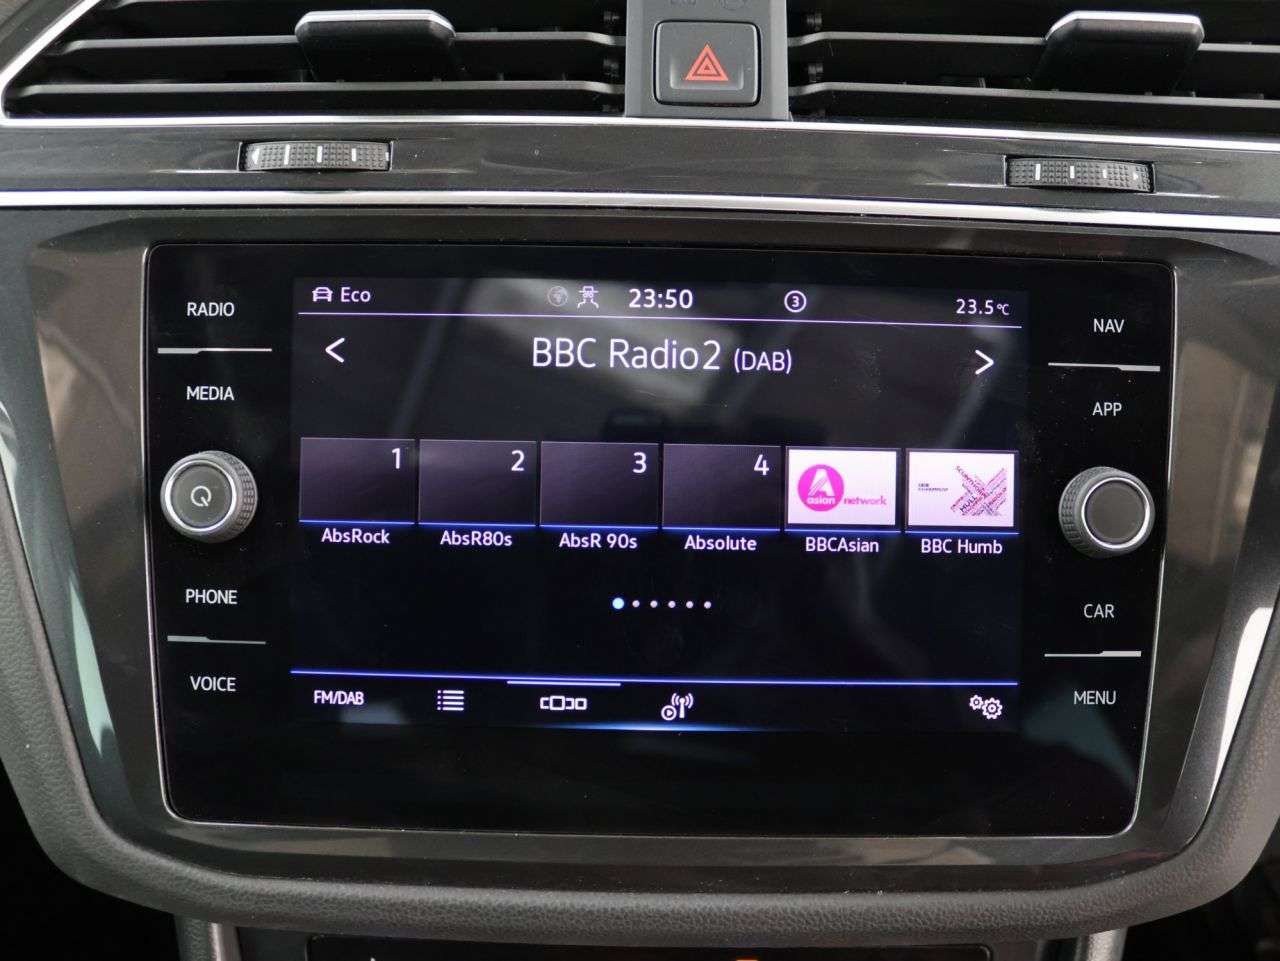 RADIO
MEDIA
PHONE
VOICE
Eco
23:50
3
23.5°C
BBC Radio2 (DAB)
1
2
3
4
asian network
HULL
AbsRock
AbsR80s
AbsR 90s
Absolute
BBCAsian
BBC Humb
FM/DAB
NAV
APP
CAR
MENU